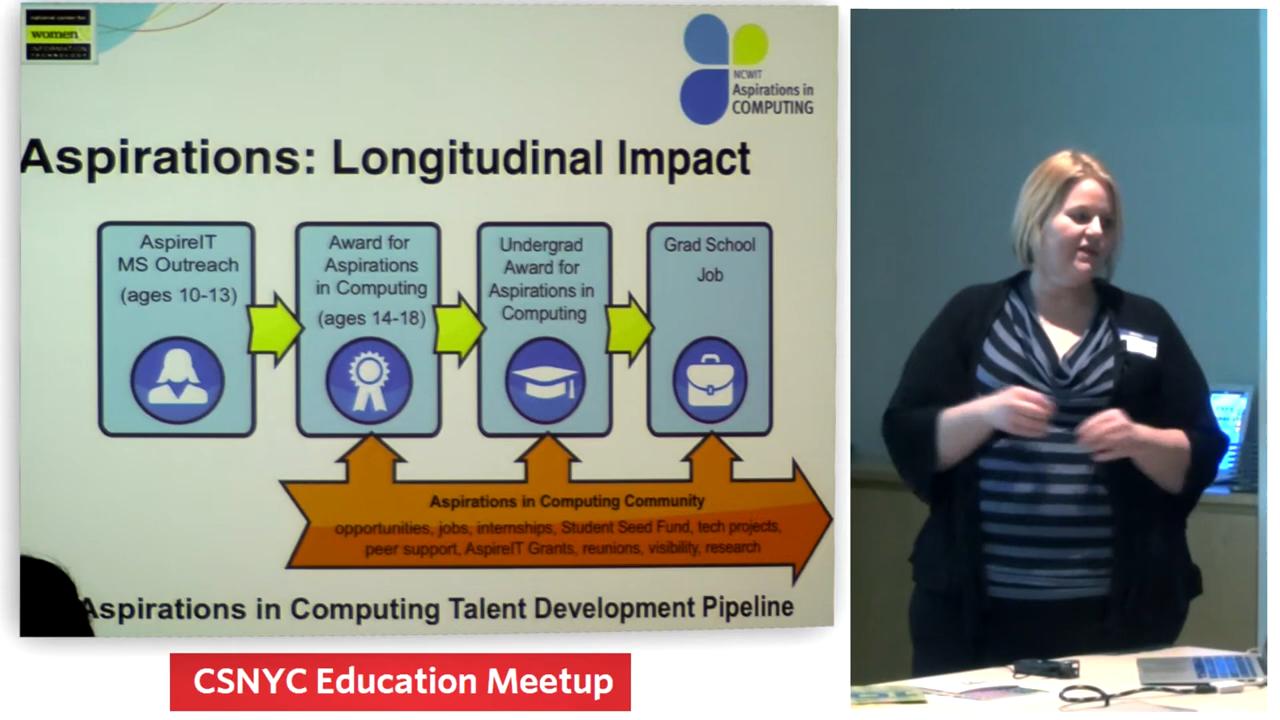 national center for
women &
INFORMATION
TECHNOLOGY
NCWIT
Aspirations in
COMPUTING
Aspirations: Longitudinal Impact
AspireIT
MS Outreach
(ages 10-13)
Award for
Aspirations
in Computing
(ages 14-18)
Undergrad
Award for
Aspirations in
Computing
Grad School
Job
Aspirations in Computing Community
opportunities, jobs, internships, Student Seed Fund, tech projects,
peer support, AspireIT Grants, reunions, visibility, research
Aspirations in Computing Talent Development Pipeline
CSNYC Education Meetup